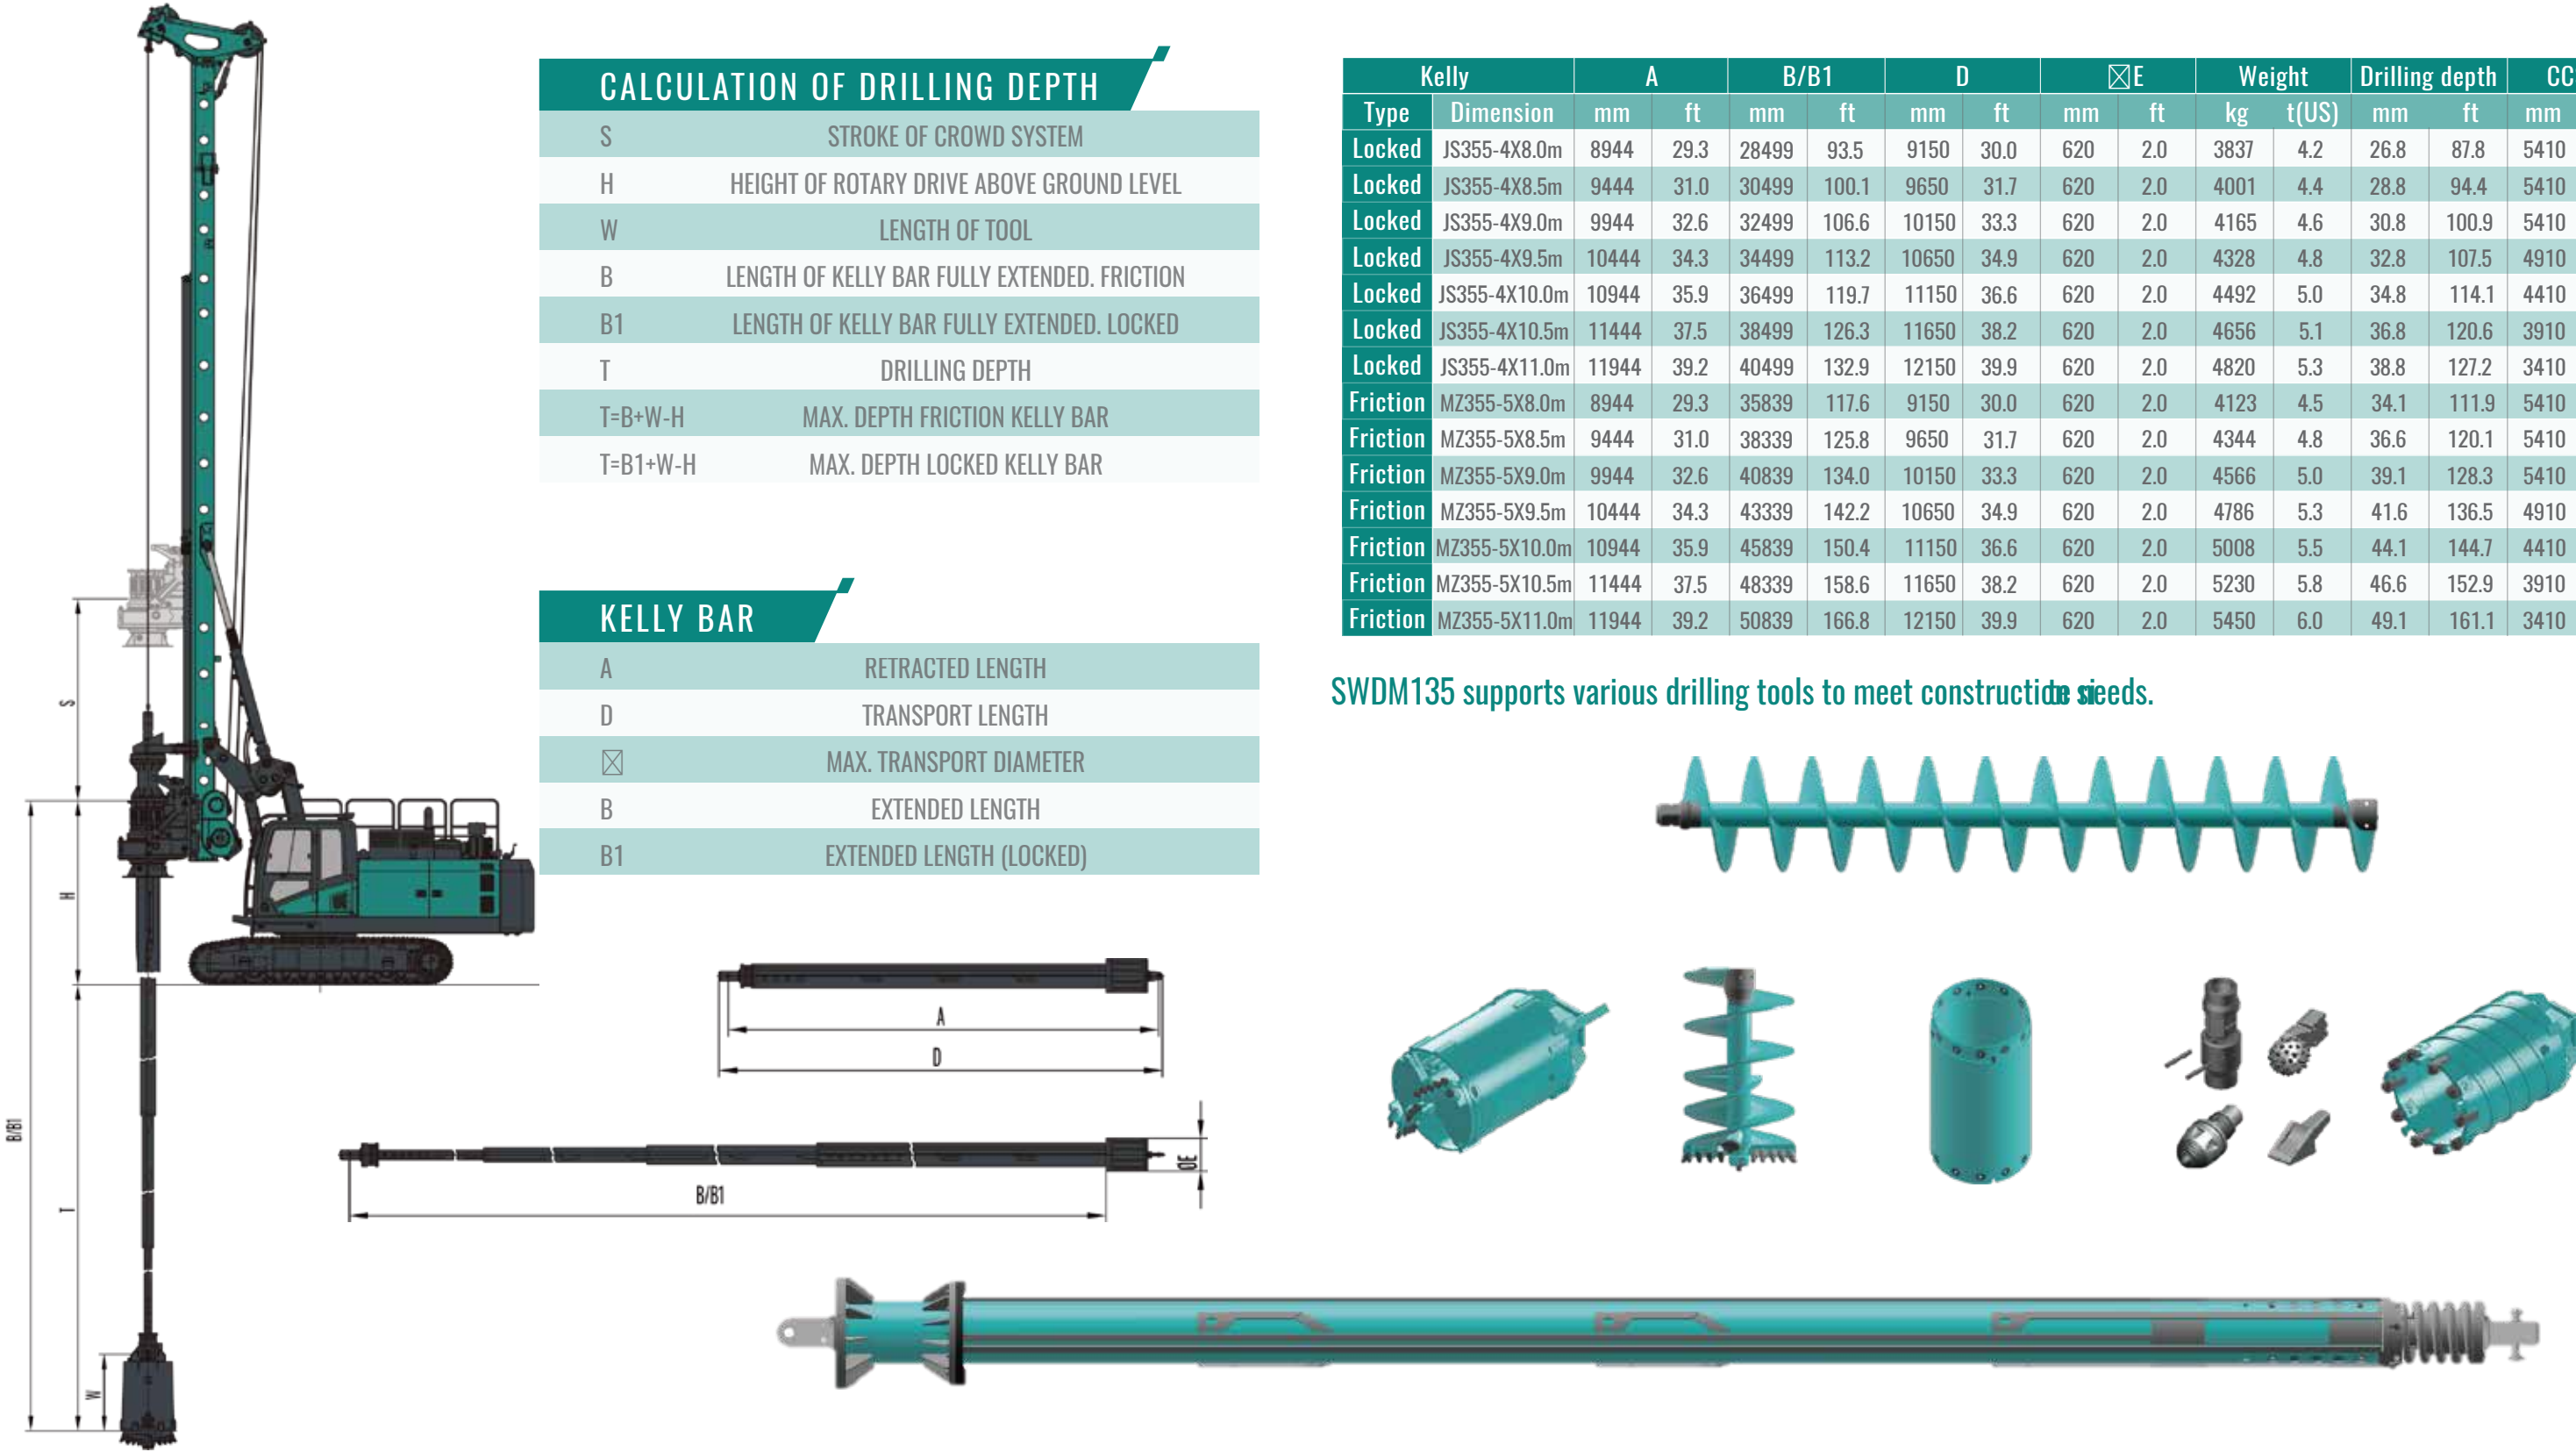 CALCULATION OF DRILLING DEPTH
S STROKE OF CROWD SYSTEM
H HEIGHT OF ROTARY DRIVE ABOVE GROUND LEVEL
W LENGTH OF TOOL
B LENGTH OF KELLY BAR FULLY EXTENDED. FRICTION
B1 LENGTH OF KELLY BAR FULLY EXTENDED. LOCKED
T DRILLING DEPTH
T=B+W-H MAX. DEPTH FRICTION KELLY BAR
T=B1+W-H MAX. DEPTH LOCKED KELLY BAR
KELLY BAR
A RETRACTED LENGTH
D TRANSPORT LENGTH
MAX. TRANSPORT DIAMETER
B EXTENDED LENGTH
B1 EXTENDED LENGTH (LOCKED)
Kelly A B/B1 D E Weight Drilling depth CC
Type Dimension mm ft mm ft mm ft mm ft kg t(US) mm ft mm
Locked JS355-4X8.0m 8944 29.3 28499 93.5 9150 30.0 620 2.0 3837 4.2 26.8 87.8 5410
Locked JS355-4X8.5m 9444 31.0 30499 100.1 9650 31.7 620 2.0 4001 4.4 28.8 94.4 5410
Locked JS355-4X9.0m 9944 32.6 32499 106.6 10150 33.3 620 2.0 4165 4.6 30.8 100.9 5410
Locked JS355-4X9.5m 10444 34.3 34499 113.2 10650 34.9 620 2.0 4328 4.8 32.8 107.5 4910
Locked JS355-4X10.0m 10944 35.9 36499 119.7 11150 36.6 620 2.0 4492 5.0 34.8 114.1 4410
Locked JS355-4X10.5m 11444 37.5 38499 126.3 11650 38.2 620 2.0 4656 5.1 36.8 120.6 3910
Locked JS355-4X11.0m 11944 39.2 40499 132.9 12150 39.9 620 2.0 4820 5.3 38.8 127.2 3410
Friction MZ355-5X8.0m 8944 29.3 35839 117.6 9150 30.0 620 2.0 4123 4.5 34.1 111.9 5410
Friction MZ355-5X8.5m 9444 31.0 38339 125.8 9650 31.7 620 2.0 4344 4.8 36.6 120.1 5410
Friction MZ355-5X9.0m 9944 32.6 40839 134.0 10150 33.3 620 2.0 4566 5.0 39.1 128.3 5410
Friction MZ355-5X9.5m 10444 34.3 43339 142.2 10650 34.9 620 2.0 4786 5.3 41.6 136.5 4910
Friction MZ355-5X10.0m 10944 35.9 45839 150.4 11150 36.6 620 2.0 5008 5.5 44.1 144.7 4410
Friction MZ355-5X10.5m 11444 37.5 48339 158.6 11650 38.2 620 2.0 5230 5.8 46.6 152.9 3910
Friction MZ355-5X11.0m 11944 39.2 50839 166.8 12150 39.9 620 2.0 5450 6.0 49.1 161.1 3410
SWDM135 supports various drilling tools to meet needs.
S
H
B/B1
T
W
A
D
B/B1
ØE